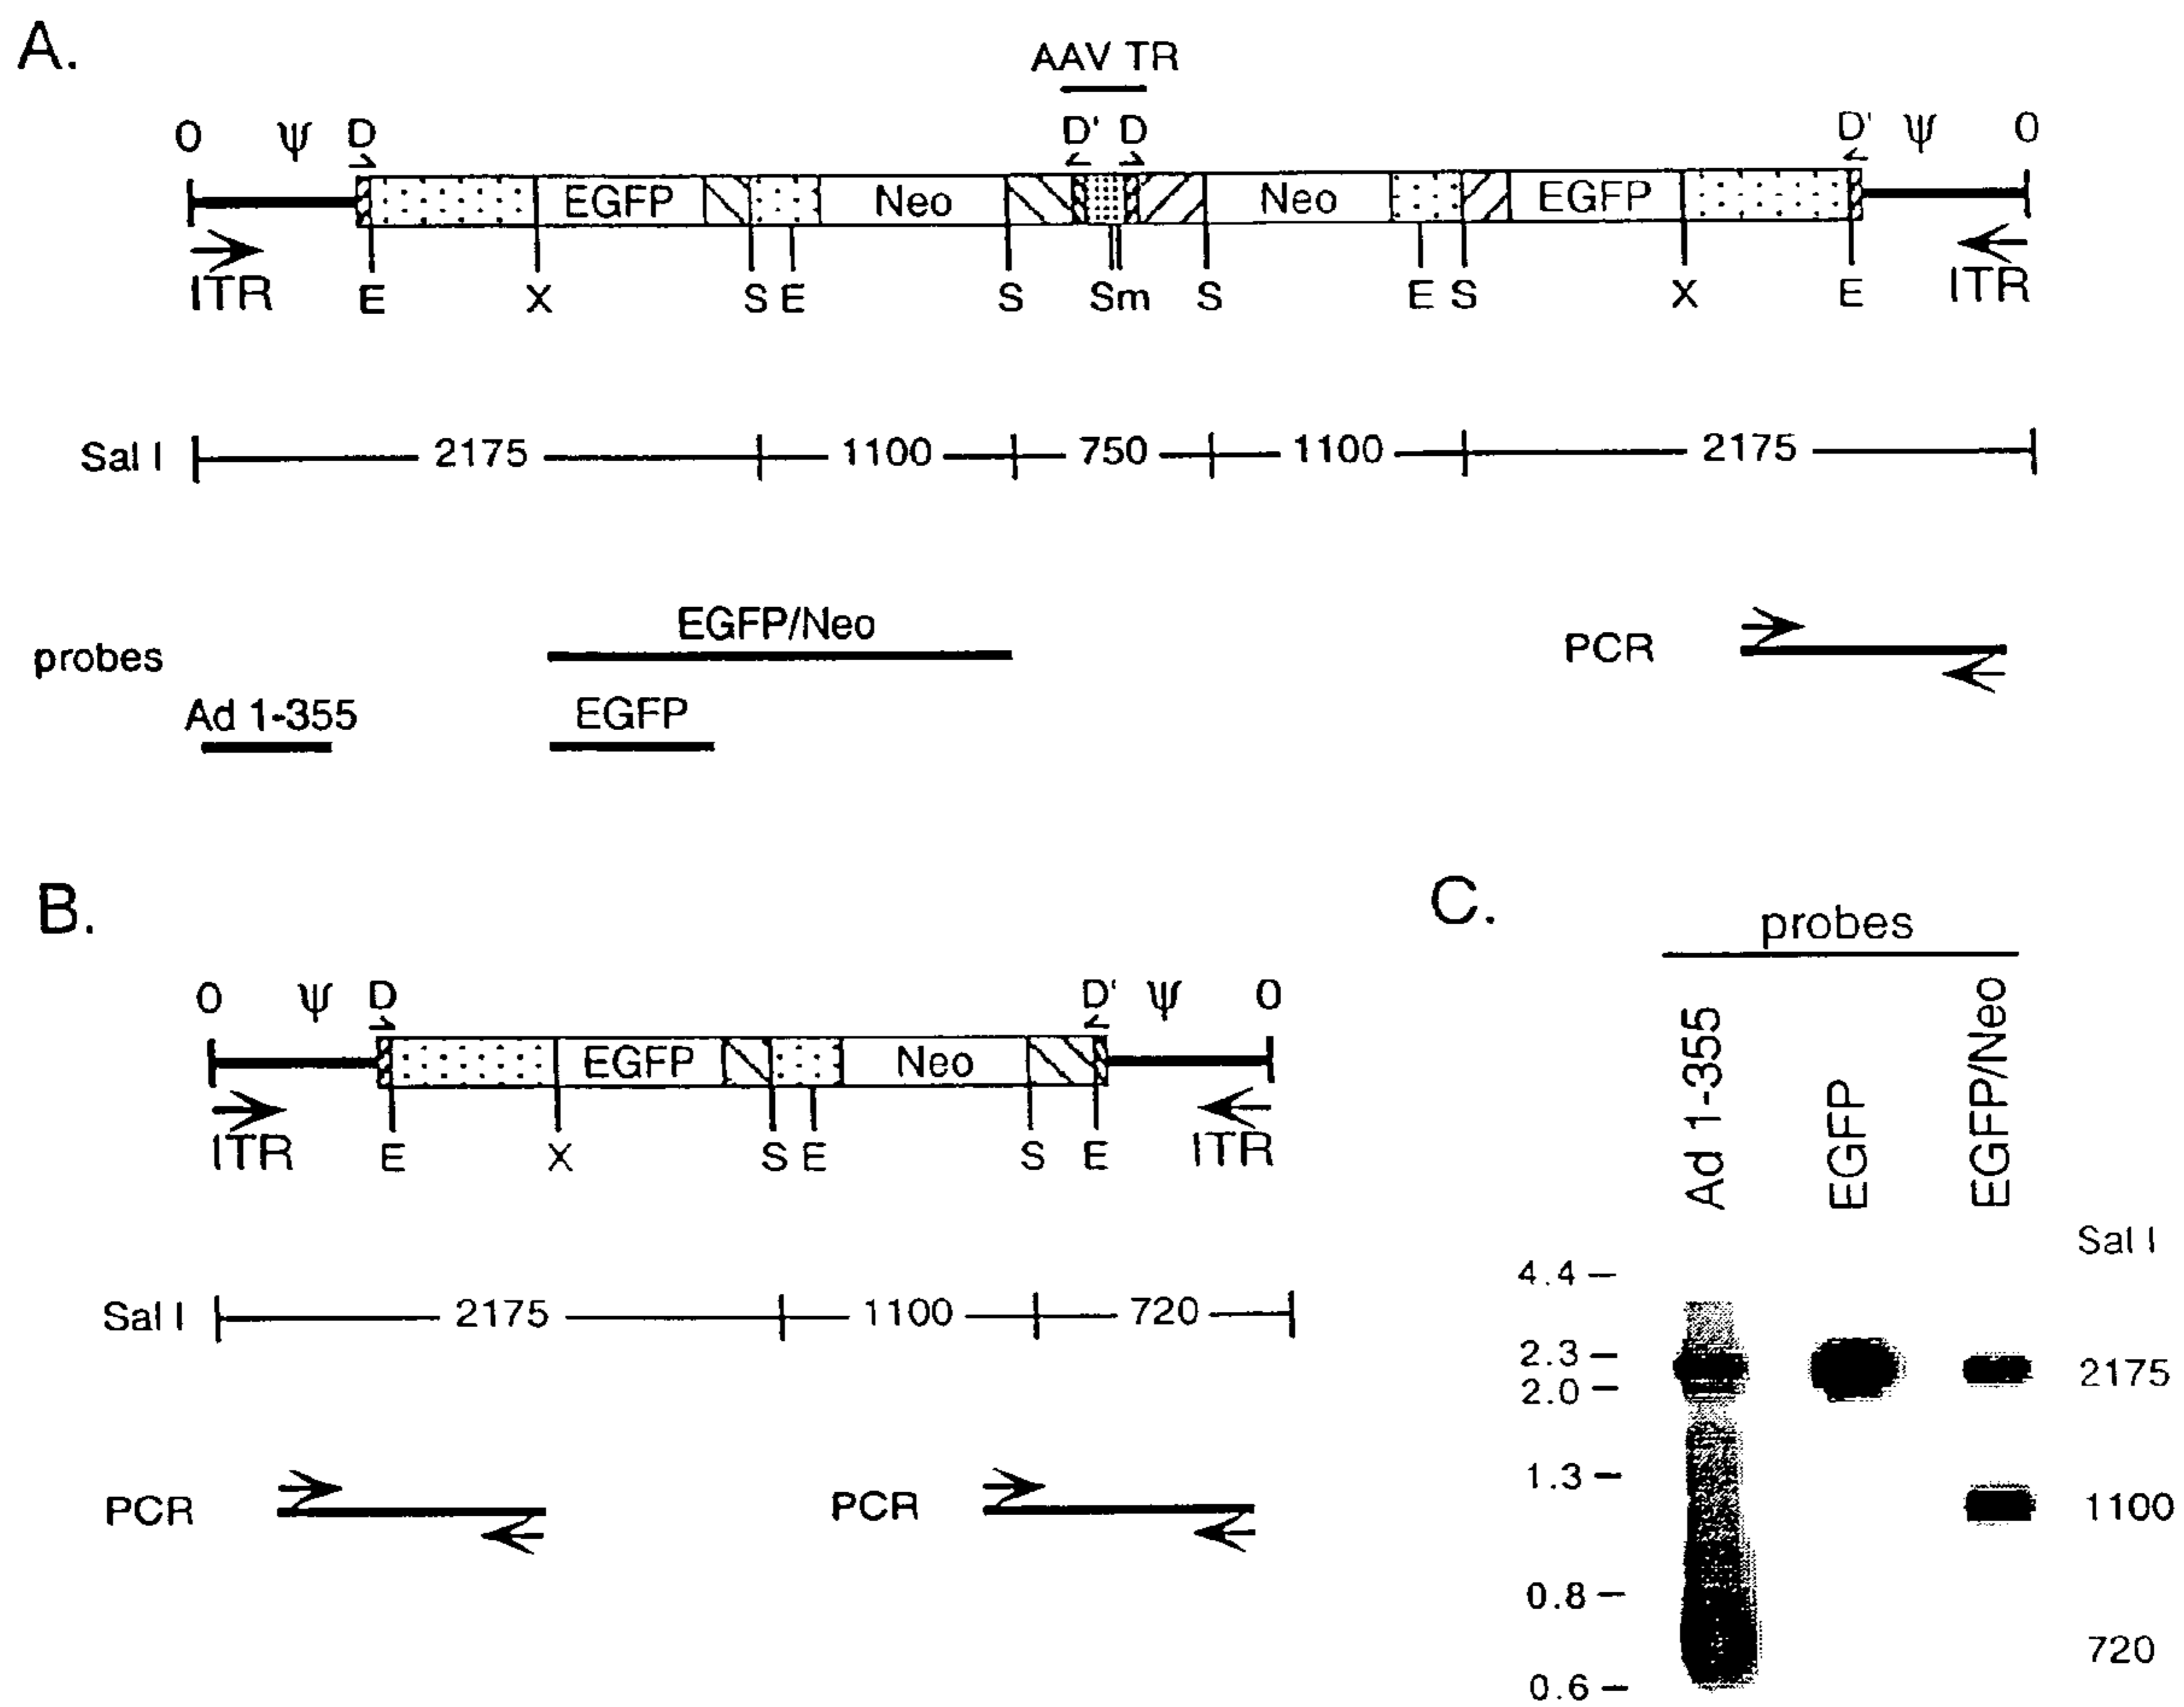 A.
AAV TR
0 ψ D D' D D' ψ 0
EGFP Neo Neo EGFP
ITR E X S E S Sm S E S X E ITR
Sal I 2175 1100 750 1100 2175
probes EGFP/Neo PCR
Ad 1-355 EGFP
B.
0 ψ D D' ψ 0
EGFP Neo
ITR E X S E S E ITR
Sal I 2175 1100 720
PCR PCR
C.
probes
Ad 1-355 EGFP EGFP/Neo
Sal I
4.4
2.3
2.0
1.3
0.8
0.6
2175
1100
720